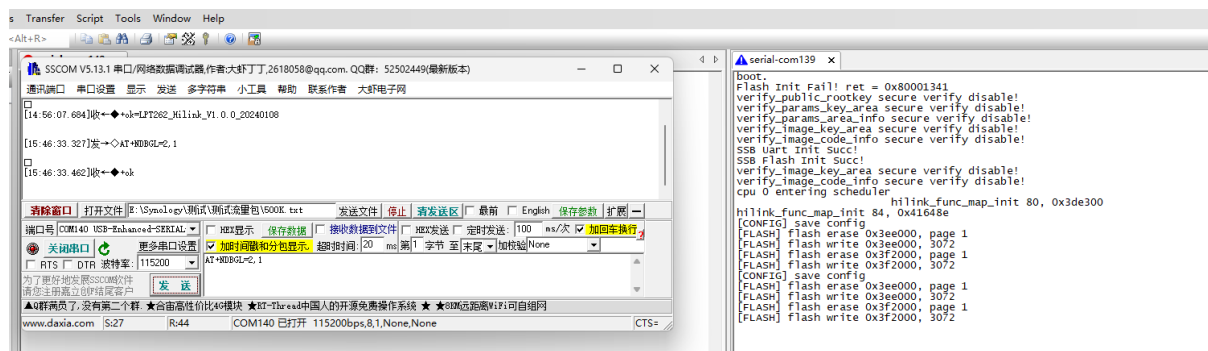 s Transfer Script Tools Window Help
<Alt+R>
SSCOM V5.13.1 串口/网络数据调试器,作者:大虾丁丁,2618058@qq.com. QQ群: 52502449(最新版本)
通讯端口 串口设置 显示 发送 多字符串 小工具 帮助 联系作者 大虾电子网
[14:56:07.684]收←◆+ok=LPT262_Hilink_V1.0.0_20240108
[15:46:33.327]发→◇AT+NDBGL=2,1
[15:46:33.462]收←◆+ok
清除窗口 打开文件 E:\Synology\测试\测试流量包\500K.txt 发送文件 停止 清发送区 最前 English 保存参数 扩展 —
端口号 COM140 USB-Enhanced-SERIAL HEX显示 保存数据 接收数据到文件 HEX发送 定时发送: 100 ms/次 加回车换行
关闭串口 更多串口设置 加时间戳和分包显示, 超时时间: 20 ms 第 1 字节 至 末尾 加校验 None
RTS DTR 波特率: 115200 AT+NDBGL=2,1
为了更好地发展SSCOM软件
请您注册嘉立创F结尾客户
发 送
▲Q群满员了,没有第二个群. ★合宙高性价比4G模块 ★RT-Thread中国人的开源免费操作系统 ★ ★8KM远距离WiFi可自组网
www.daxia.com S:27 R:44 COM140 已打开 115200bps,8,1,None,None CTS=
serial-com139 ×
boot.
Flash Init Fail! ret = 0x80001341
verify_public_rootkey secure verify disable!
verify_params_key_area secure verify disable!
verify_params_area_info secure verify disable!
verify_image_key_area secure verify disable!
verify_image_code_info secure verify disable!
SSB Uart Init Succ!
SSB Flash Init Succ!
verify_image_key_area secure verify disable!
verify_image_code_info secure verify disable!
cpu 0 entering scheduler
hilink_func_map_init 80, 0x3de300
hilink_func_map_init 84, 0x41648e
[CONFIG] save config
[FLASH] flash erase 0x3ee000, page 1
[FLASH] flash write 0x3ee000, 3072
[FLASH] flash erase 0x3f2000, page 1
[FLASH] flash write 0x3f2000, 3072
[CONFIG] save config
[FLASH] flash erase 0x3ee000, page 1
[FLASH] flash write 0x3ee000, 3072
[FLASH] flash erase 0x3f2000, page 1
[FLASH] flash write 0x3f2000, 3072